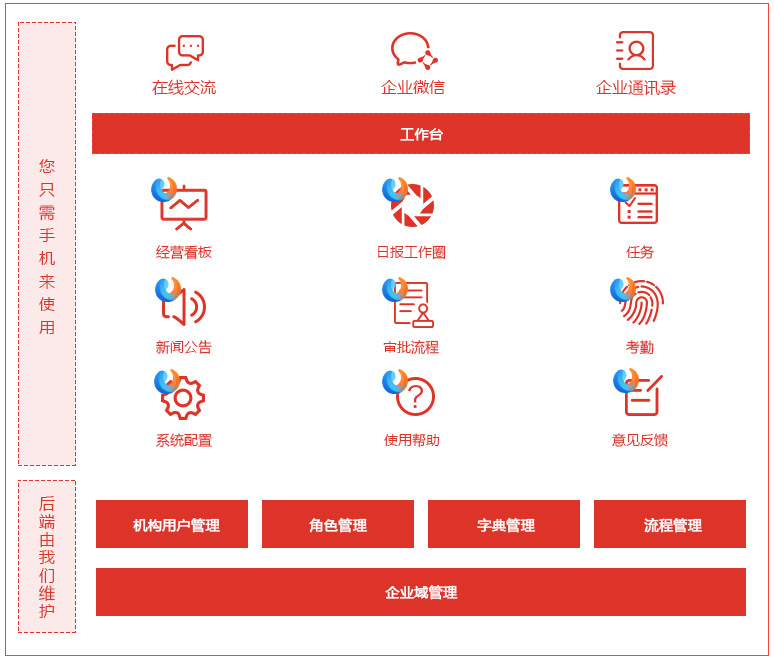 您只需手机来使用
在线交流
企业微信
企业通讯录
工作台
经营看板
日报工作圈
任务
新闻公告
审批流程
考勤
系统配置
使用帮助
意见反馈
后端由我们维护
机构用户管理
角色管理
字典管理
流程管理
企业域管理